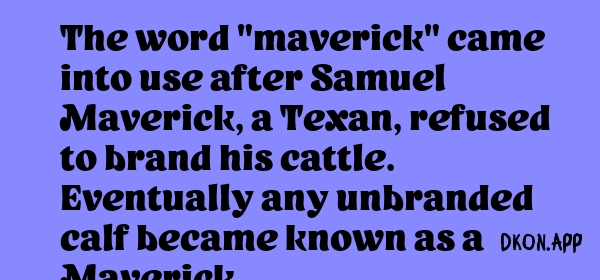 The word "maverick" came
into use after Samuel
Maverick, a Texan, refused
to brand his cattle.
Eventually any unbranded
calf became known as a
DKON.APP
Maverick